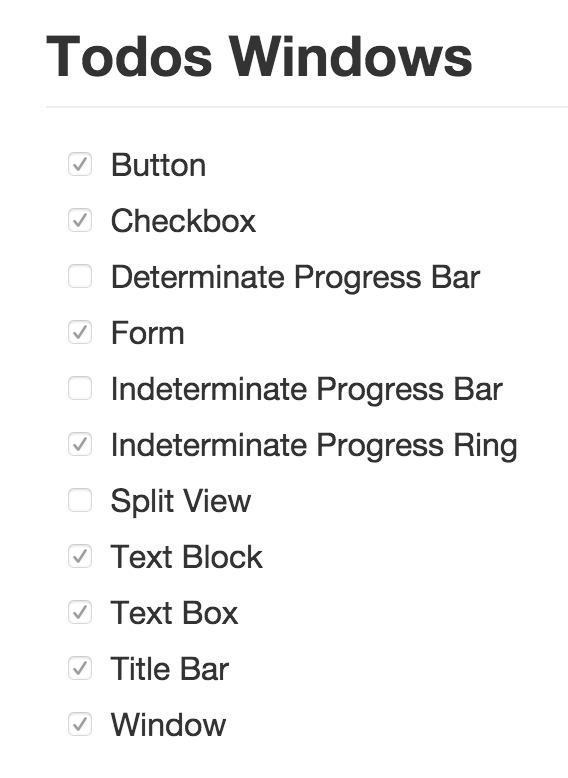 Todos Windows
Button
Checkbox
Determinate Progress Bar
Form
Indeterminate Progress Bar
Indeterminate Progress Ring
Split View
Text Block
Text Box
Title Bar
Window